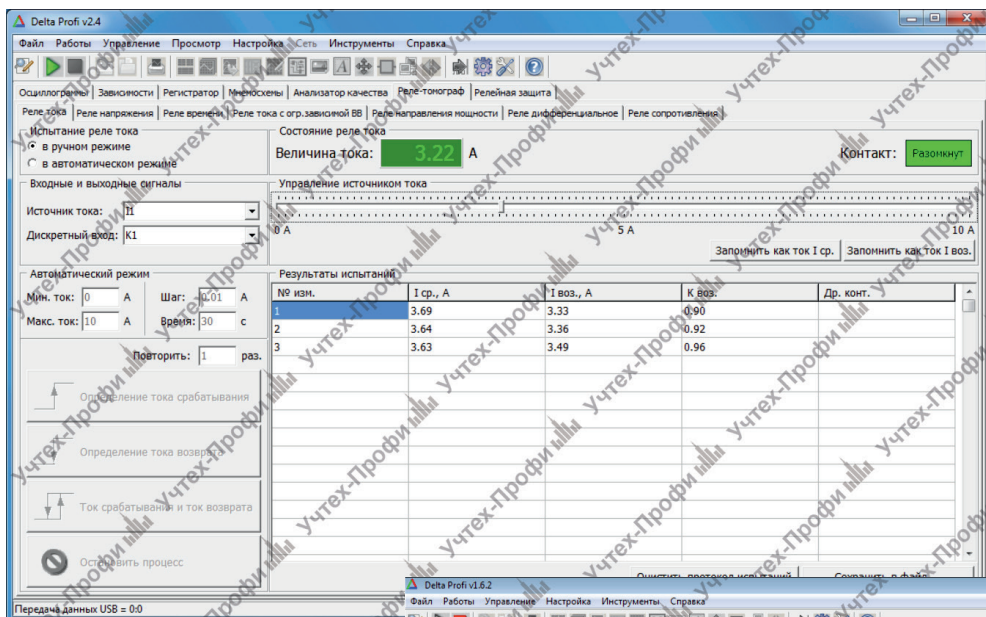 Delta Profi v2.4
Файл Работы Управление Просмотр Настройка Сеть Инструменты Справка
Осциллограммы Зависимости Регистратор Мнемосхемы Анализатор качества Реле-томограф Релейная защита
Реле тока Реле напряжения Реле времени Реле тока с огр.зависимой ВВ Реле направления мощности Реле дифференциальное Реле сопротивления
Испытание реле тока
в ручном режиме
в автоматическом режиме
Состояние реле тока
Величина тока: 3.22 А
Контакт: Разомкнут
Входные и выходные сигналы
Источник тока: I1
Дискретный вход: K1
Управление источником тока
0 А 5 А 10 А
Запомнить как ток I ср. Запомнить как ток I воз.
Автоматический режим
Мин. ток: 0 А Шаг: 0.01 А
Макс. ток: 10 А Время: 30 с
Повторить: 1 раз.
Определение тока срабатывания
Определение тока возврата
Ток срабатывания и ток возврата
Остановить процесс
Результаты испытаний
№ изм. I ср., А I воз., А К воз. Др. конт.
1 3.69 3.33 0.90
2 3.64 3.36 0.92
3 3.63 3.49 0.96
Очистить протокол испытаний Сохранить в файл
Передача данных USB = 0:0
Delta Profi v1.6.2
Файл Работы Управление Настройка Инструменты Справка
Учтех-Профи